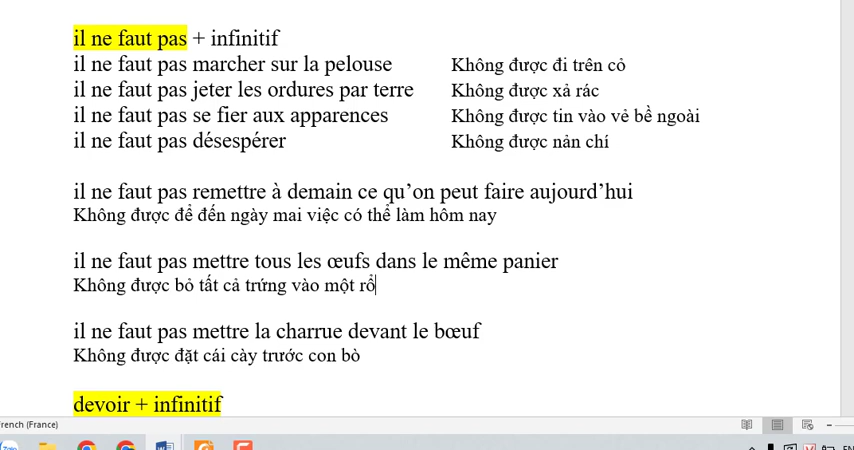 il ne faut pas + infinitif
il ne faut pas marcher sur la pelouse Không được đi trên cỏ
il ne faut pas jeter les ordures par terre Không được xả rác
il ne faut pas se fier aux apparences Không được tin vào vẻ bề ngoài
il ne faut pas désespérer Không được nản chí
il ne faut pas remettre à demain ce qu’on peut faire aujourd’hui
Không được để đến ngày mai việc có thể làm hôm nay
il ne faut pas mettre tous les œufs dans le même panier
Không được bỏ tất cả trứng vào một rổ
il ne faut pas mettre la charrue devant le bœuf
Không được đặt cái cày trước con bò
devoir + infinitif
French (France)
Zalo
EN